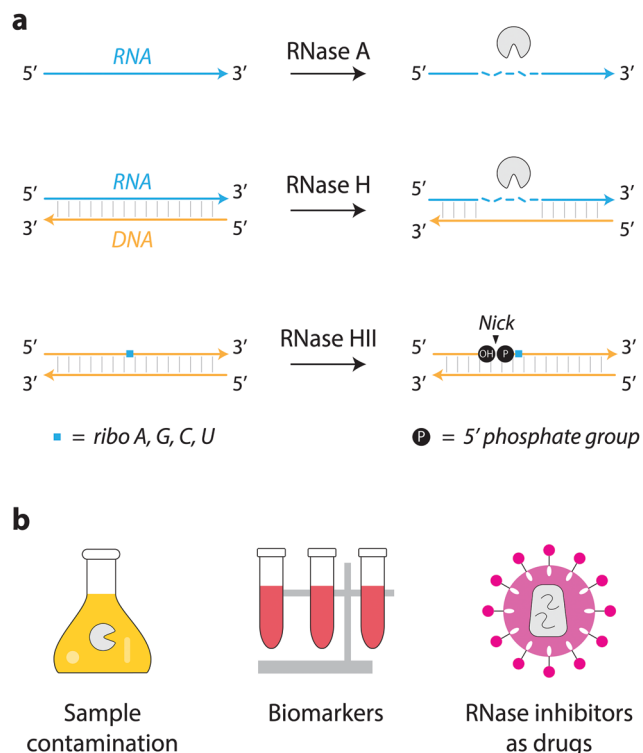 a
5′ RNA 3′ RNase A 5′ 3′
5′ RNA 3′ RNase H 5′ 3′
3′ DNA 5′ 3′ 5′
Nick
5′ 3′ RNase HII 5′ OH P 3′
3′ 5′ 3′ 5′
= ribo A, G, C, U P = 5′ phosphate group
b
Sample
contamination
Biomarkers
RNase inhibitors
as drugs